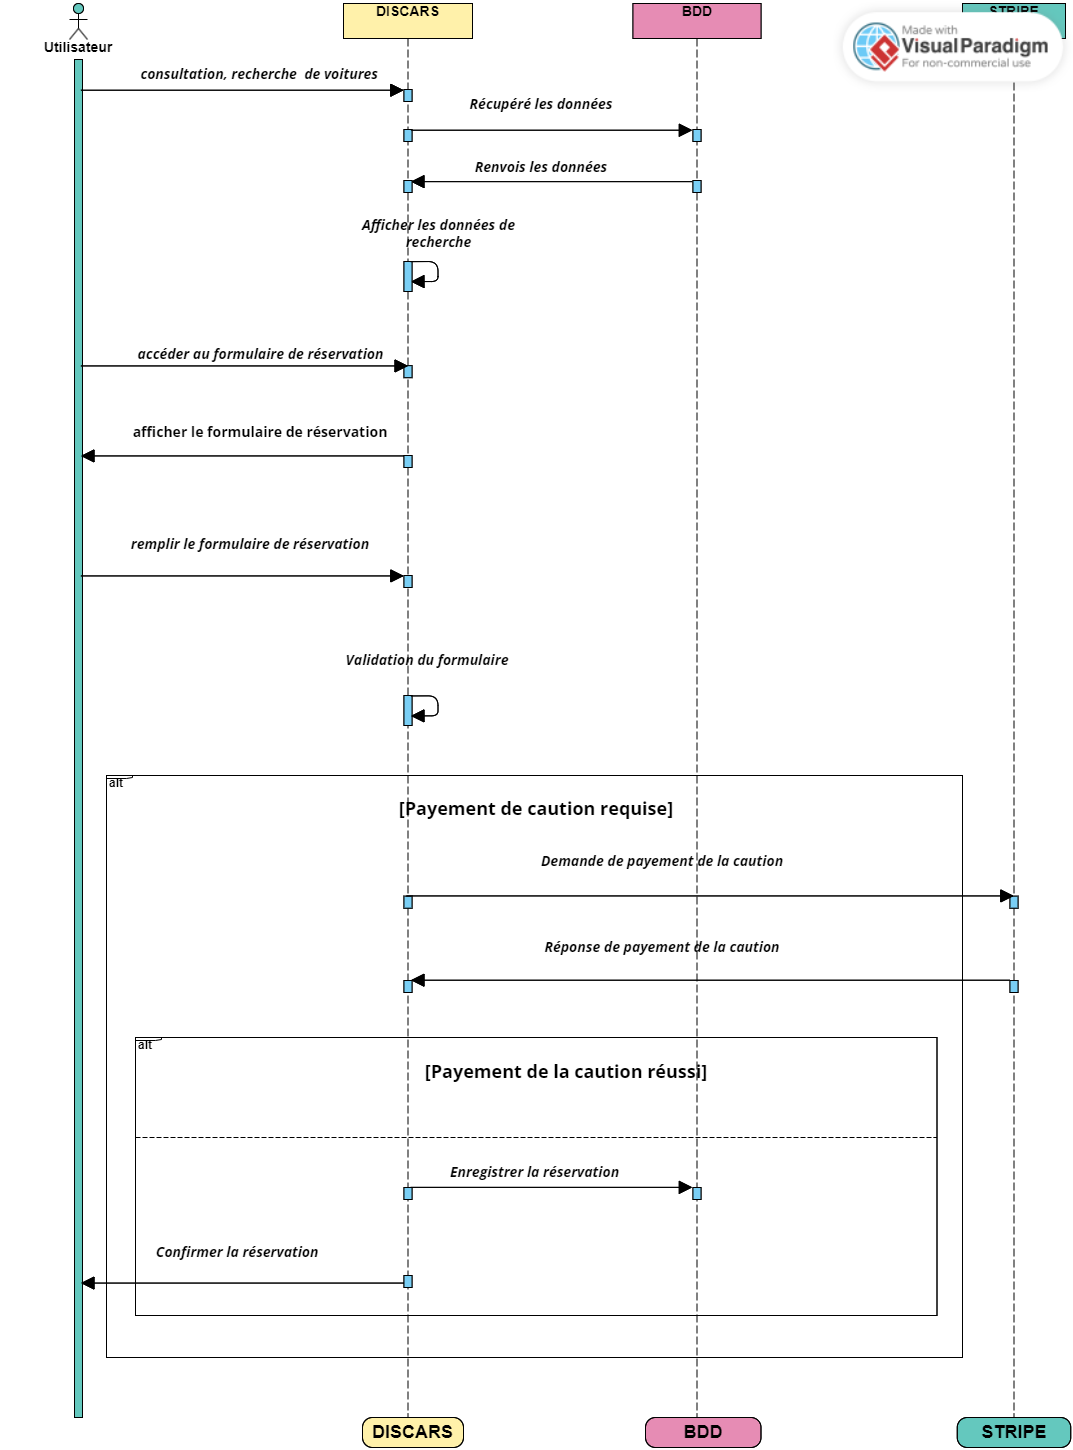 DISCARS
BDD
STRIPE
Made with
Visual Paradigm
For non-commercial use
Utilisateur
consultation, recherche  de voitures
Récupéré les données
Renvois les données
Afficher les données de
recherche
accéder au formulaire de réservation
afficher le formulaire de réservation
remplir le formulaire de réservation
Validation du formulaire
alt
[Payement de caution requise]
Demande de payement de la caution
Réponse de payement de la caution
alt
[Payement de la caution réussi]
Enregistrer la réservation
Confirmer la réservation
DISCARS
BDD
STRIPE